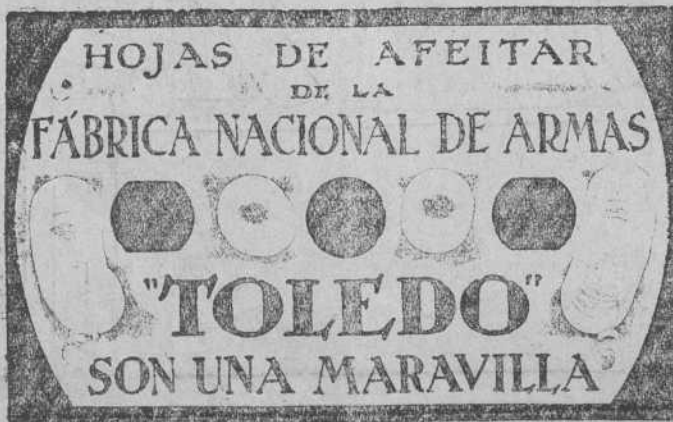 HOJAS DE AFEITAR
DE LA
FÁBRICA NACIONAL DE ARMAS
"TOLEDO"
SON UNA MARAVILLA